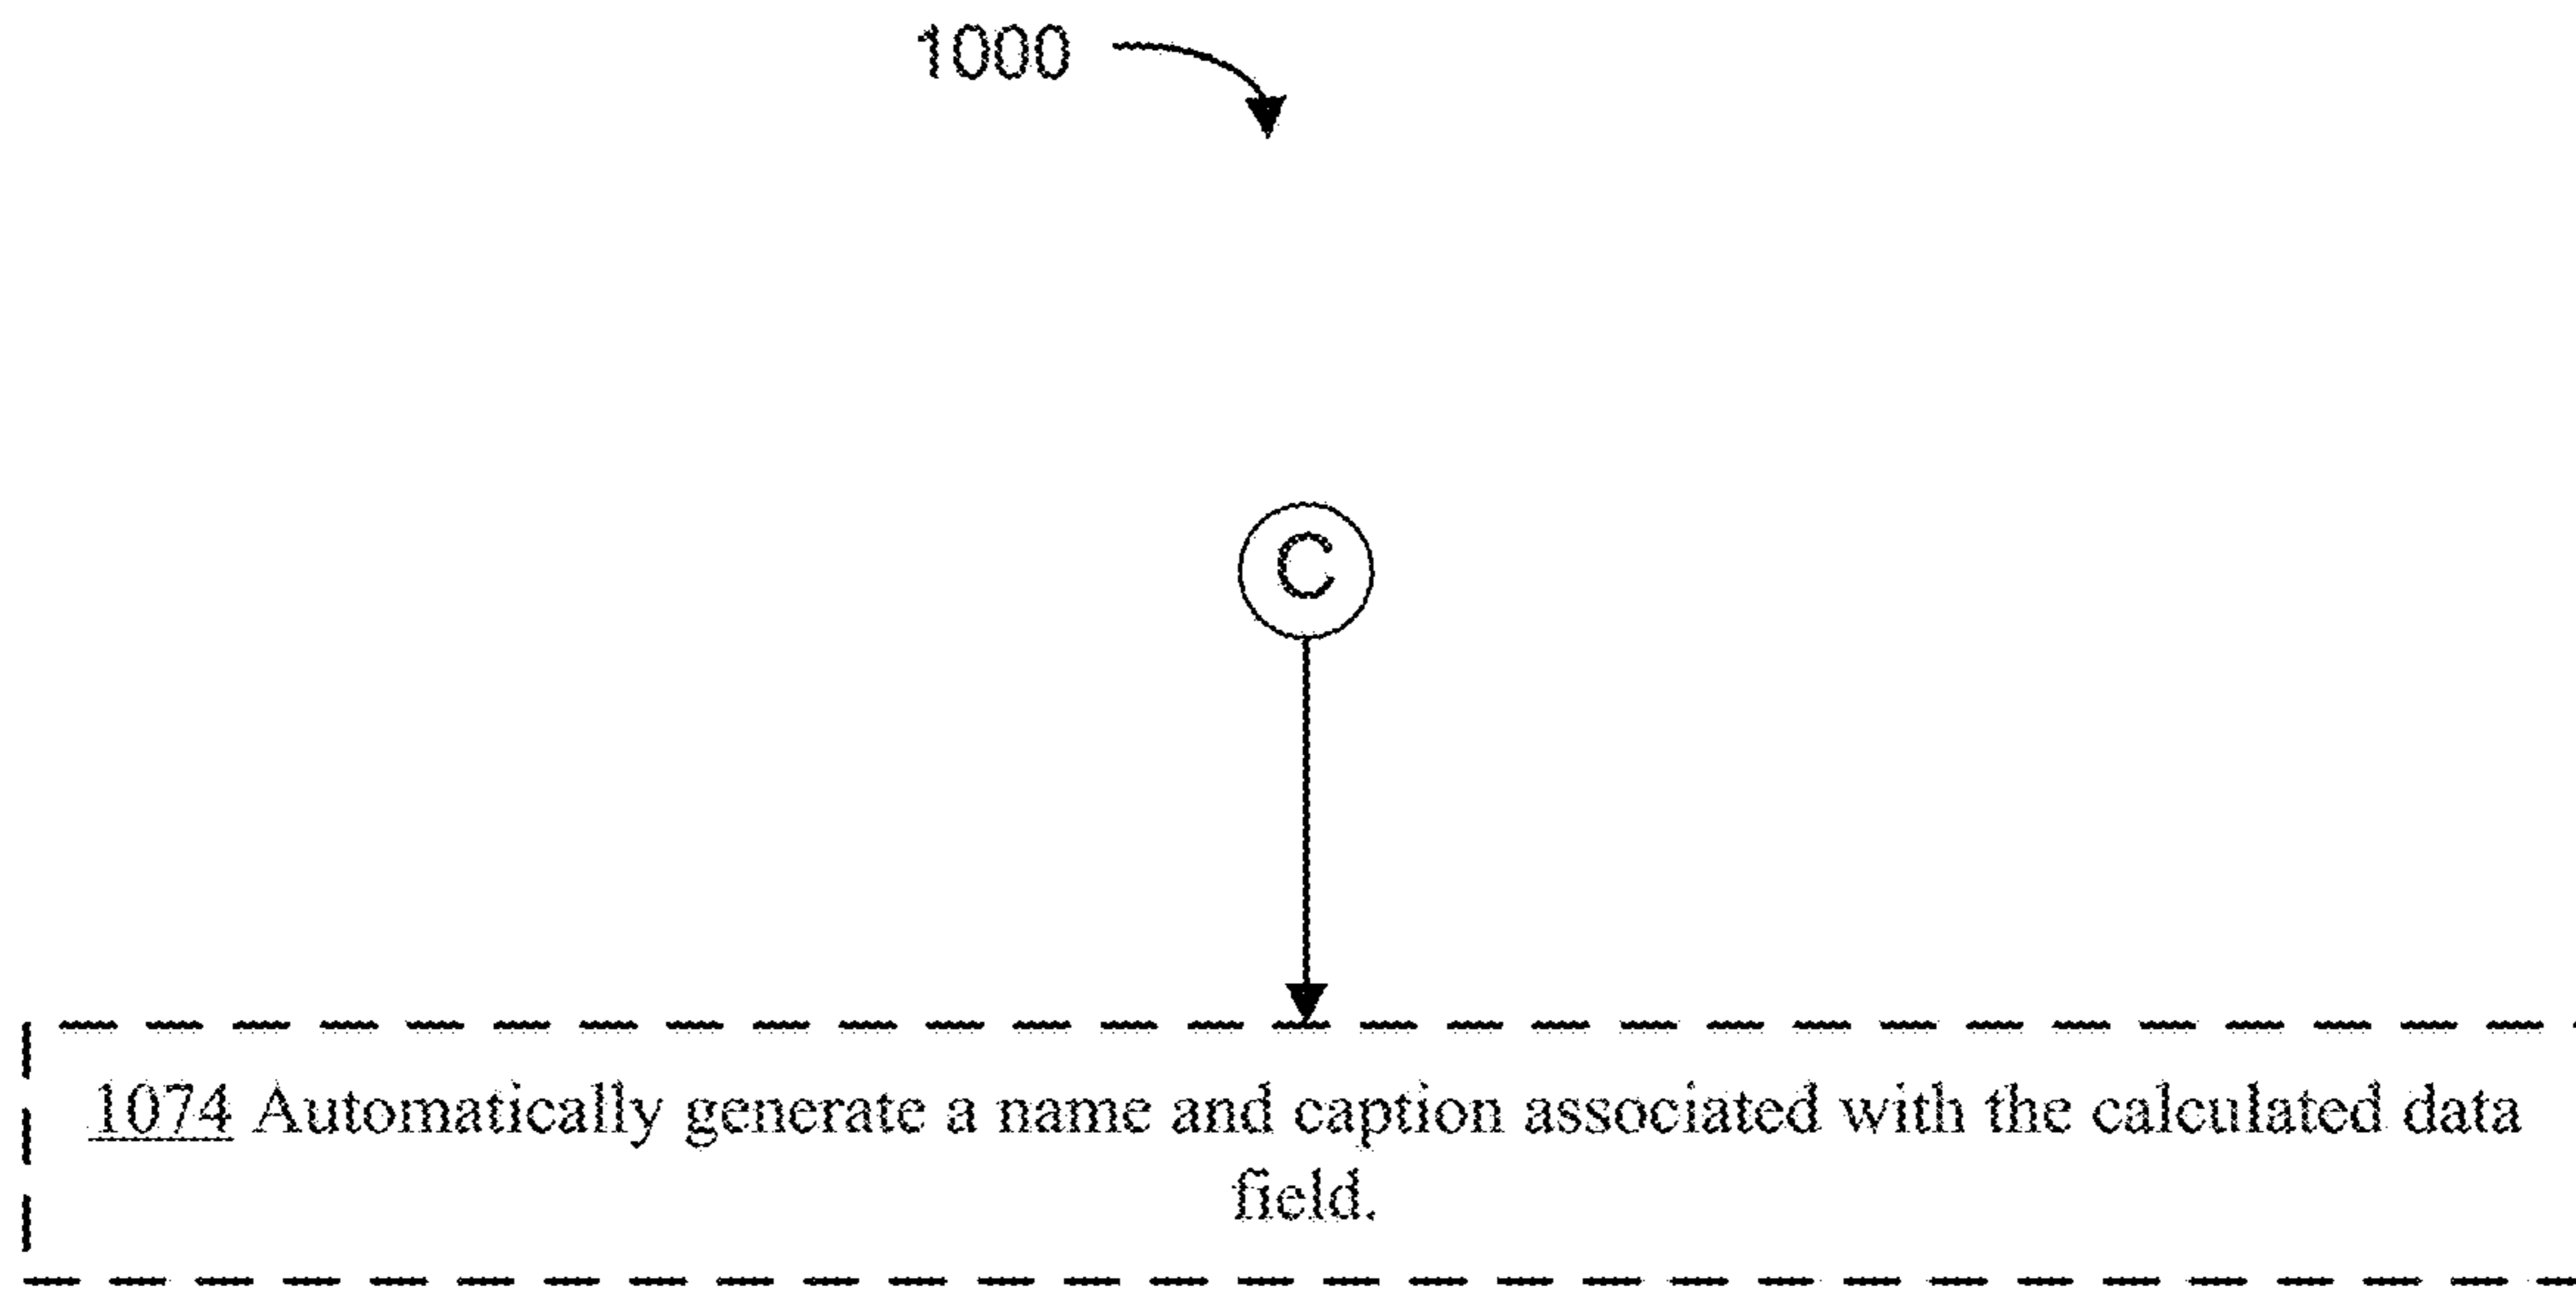 1000
C
1074 Automatically generate a name and caption associated with the calculated data
field.